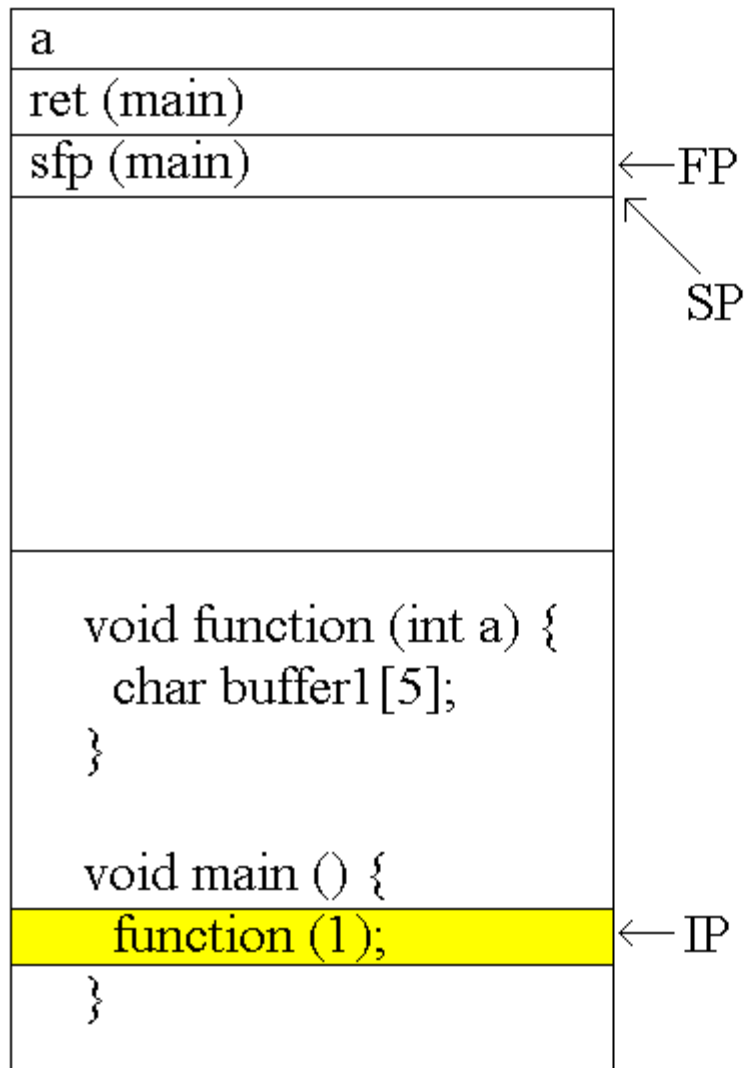 a
ret (main)
sfp (main)
FP
SP
void function (int a) {
char buffer1[5];
}
void main () {
function (1);
IP
}